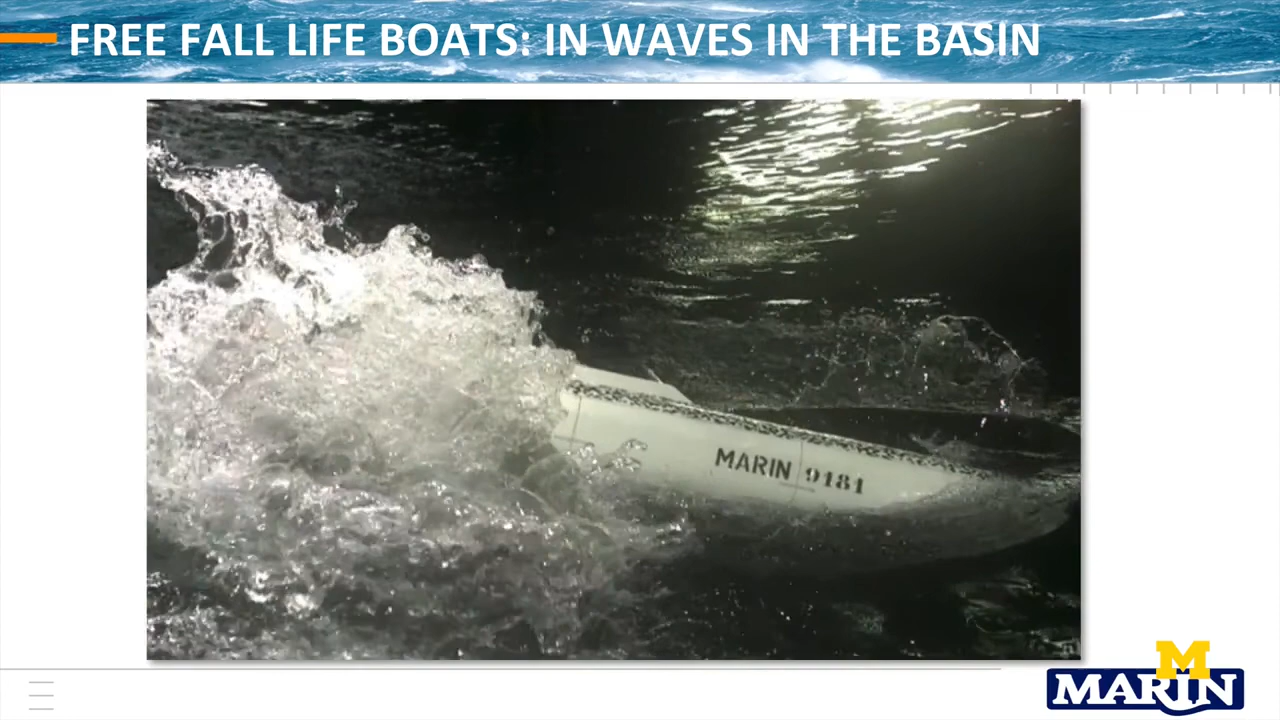 FREE FALL LIFE BOATS: IN WAVES IN THE BASIN
MARIN 9181
M
MARIN